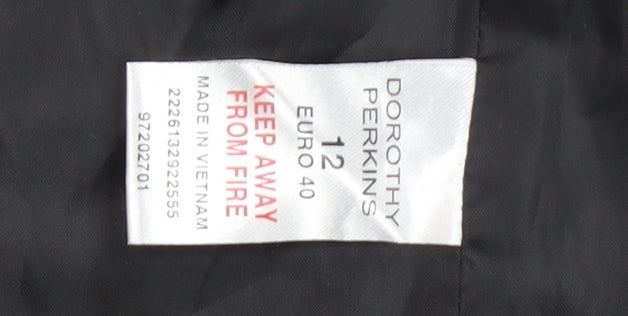 DOROTHY
PERKINS
12
EURO 40
KEEP AWAY
FROM FIRE
MADE IN VIETNAM
2226132922555
97202701